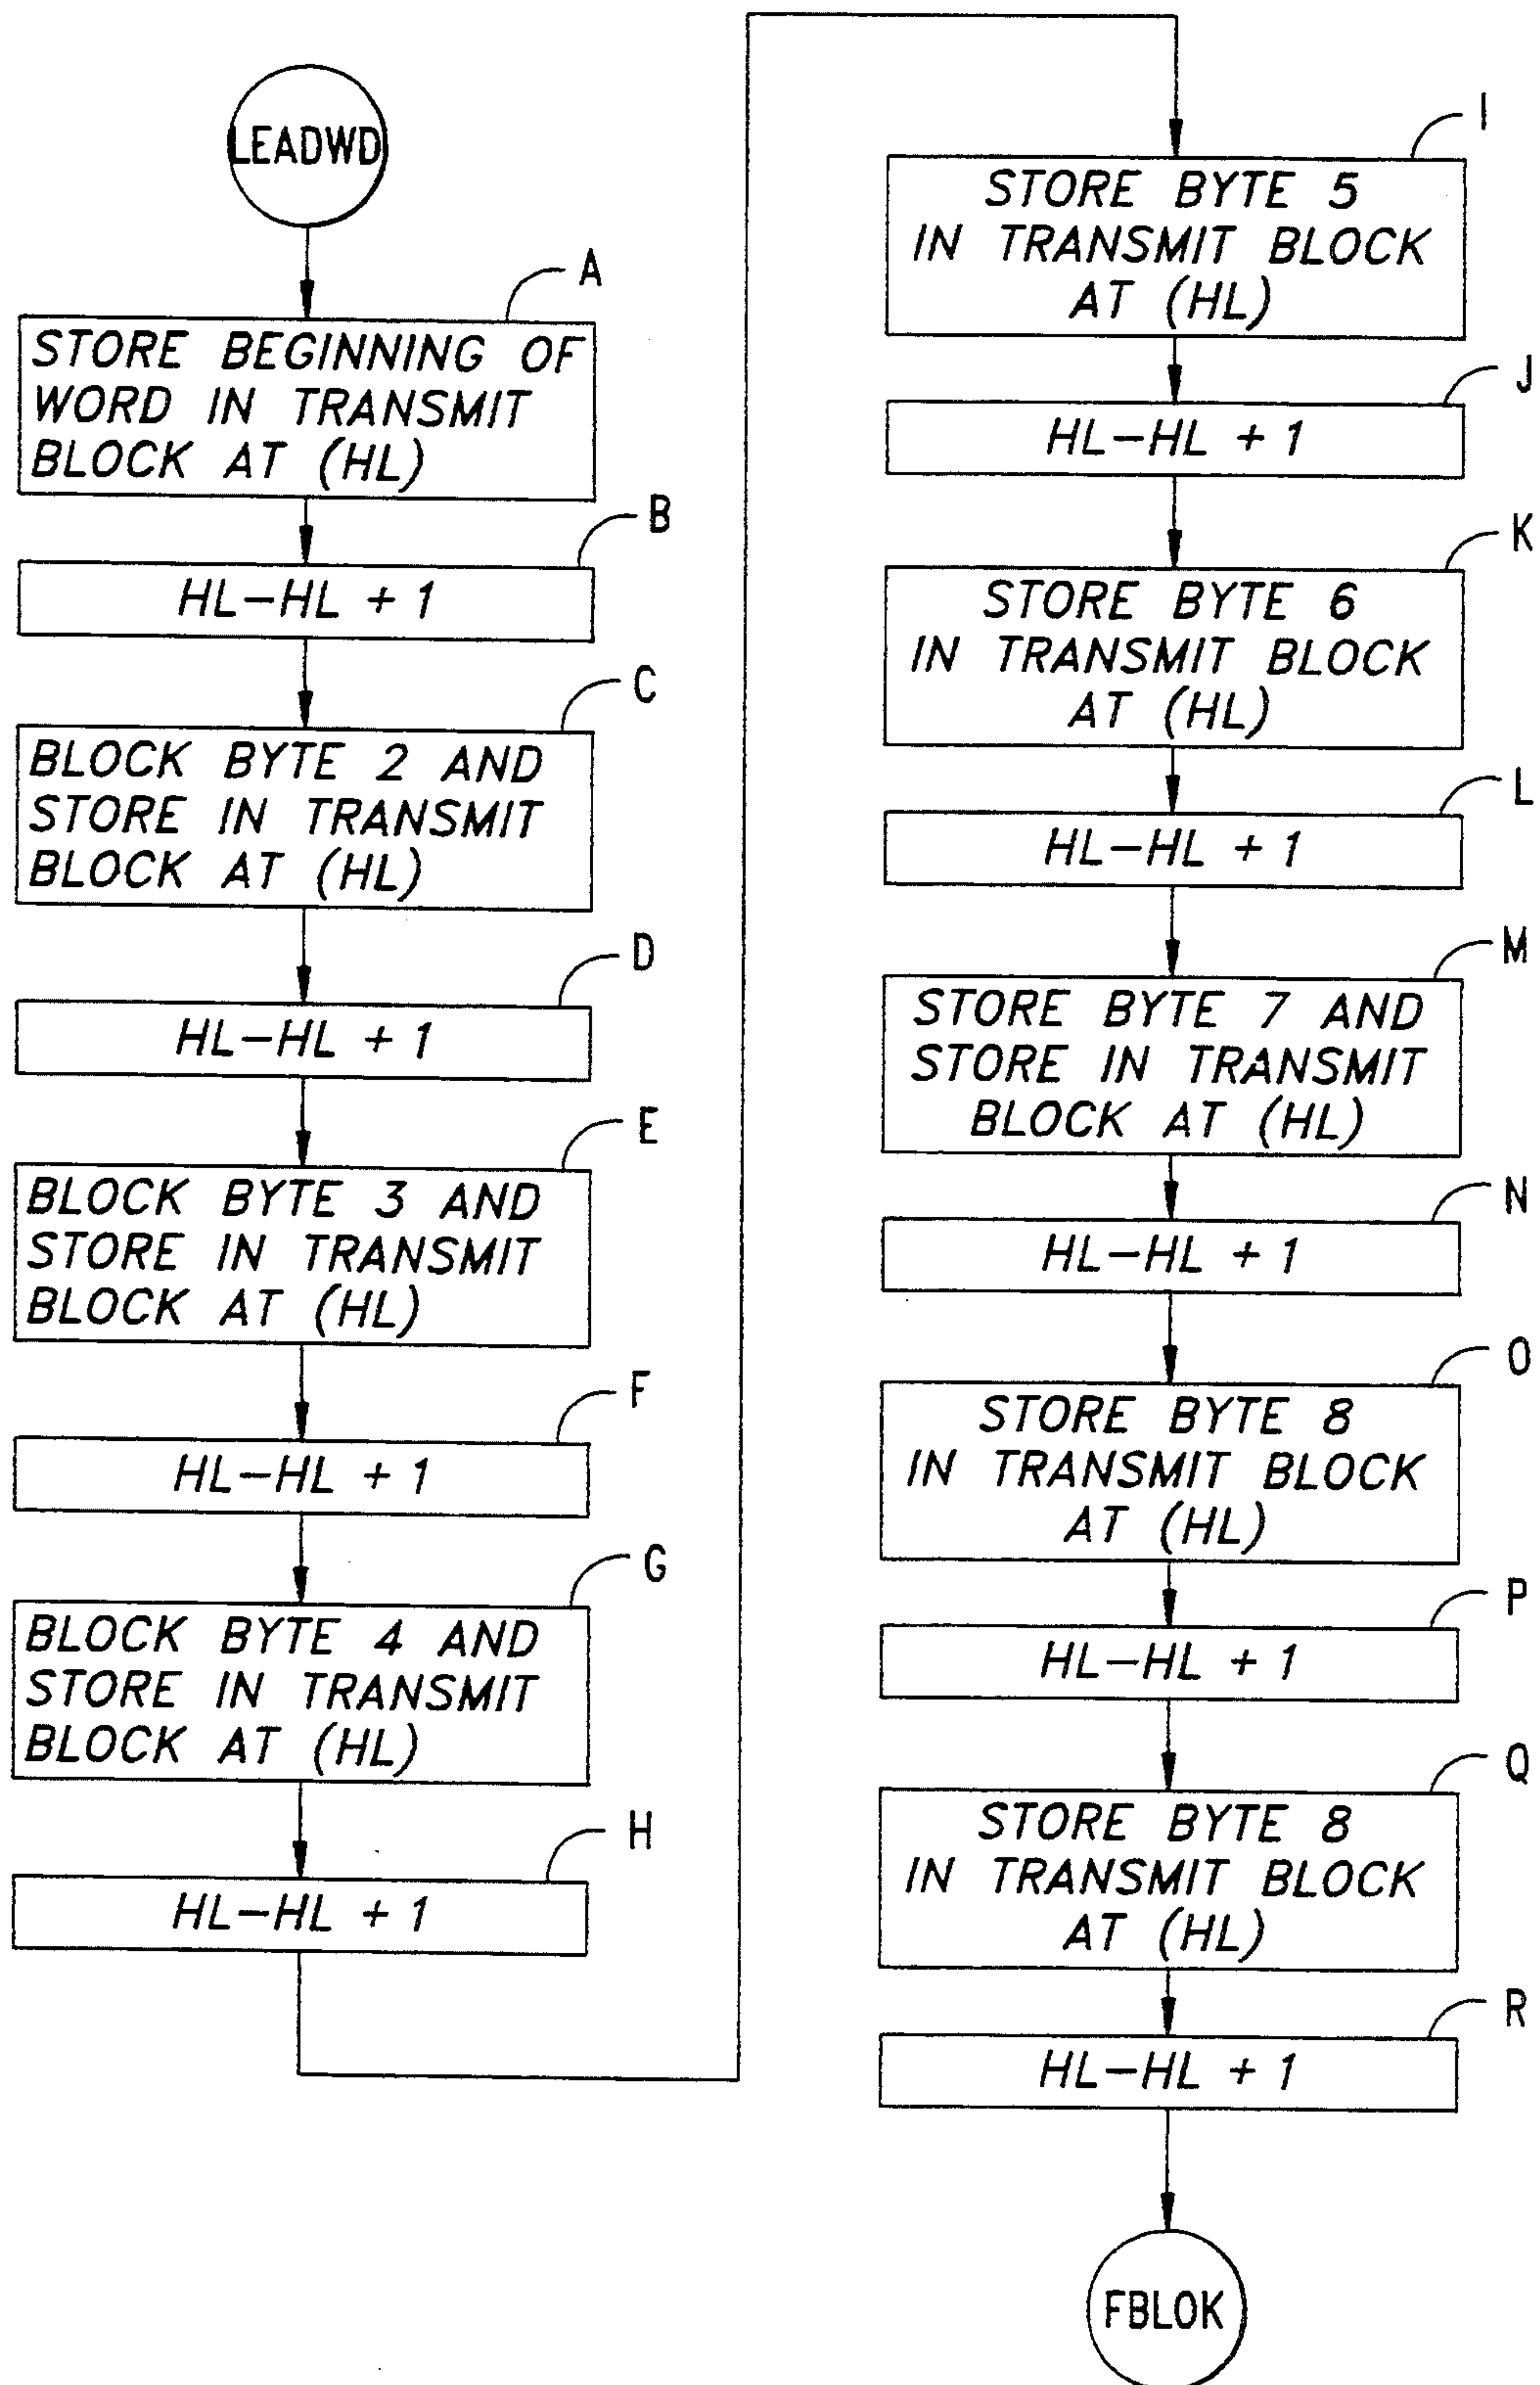 LEADWD
A
STORE BEGINNING OF
WORD IN TRANSMIT
BLOCK AT (HL)
B
HL-HL + 1
C
BLOCK BYTE 2 AND
STORE IN TRANSMIT
BLOCK AT (HL)
D
HL-HL + 1
E
BLOCK BYTE 3 AND
STORE IN TRANSMIT
BLOCK AT (HL)
F
HL-HL + 1
G
BLOCK BYTE 4 AND
STORE IN TRANSMIT
BLOCK AT (HL)
H
HL-HL + 1
I
STORE BYTE 5
IN TRANSMIT BLOCK
AT (HL)
J
HL-HL + 1
K
STORE BYTE 6
IN TRANSMIT BLOCK
AT (HL)
L
HL-HL + 1
M
STORE BYTE 7 AND
STORE IN TRANSMIT
BLOCK AT (HL)
N
HL-HL + 1
O
STORE BYTE 8
IN TRANSMIT BLOCK
AT (HL)
P
HL-HL + 1
Q
STORE BYTE 8
IN TRANSMIT BLOCK
AT (HL)
R
HL-HL + 1
FBLOK